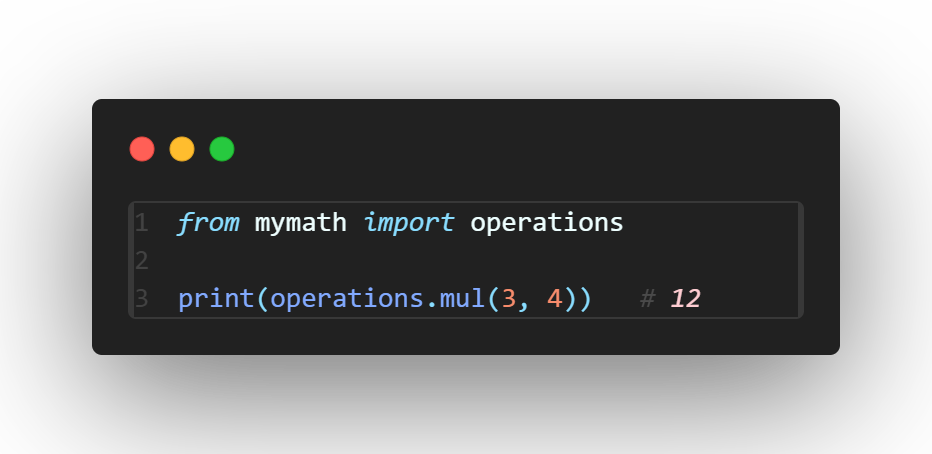 1 from mymath import operations
2
3 print(operations.mul(3, 4))   # 12